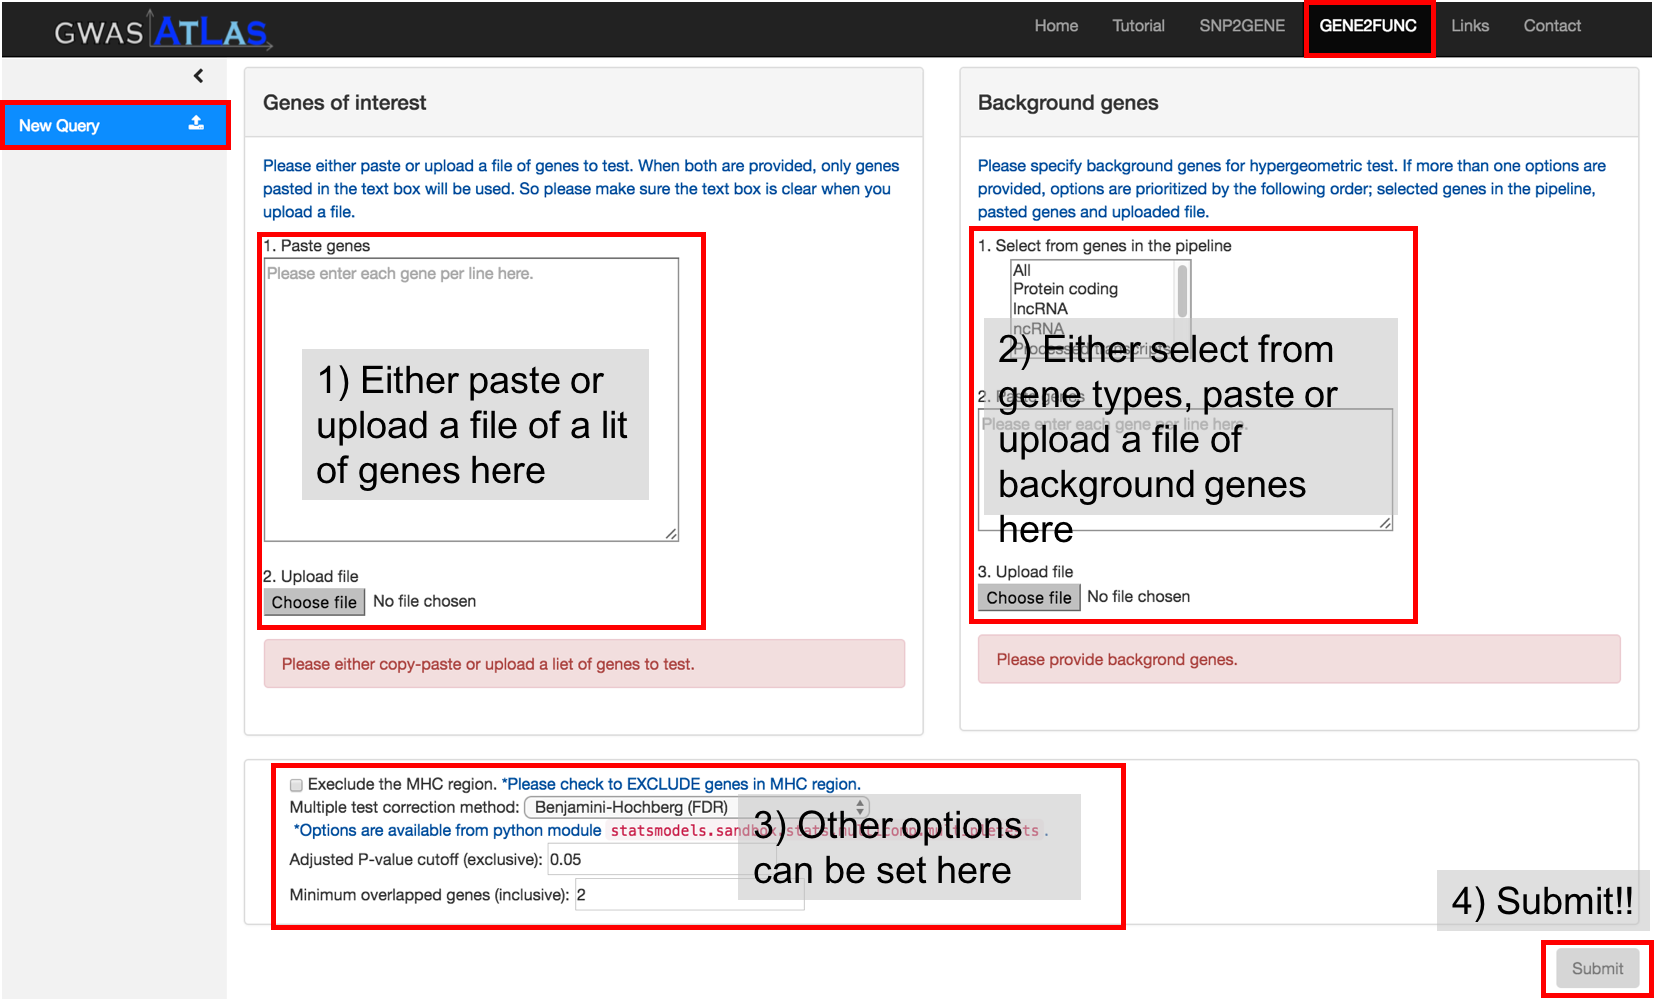 GWAS ATLAS
Home Tutorial SNP2GENE GENE2FUNC Links Contact
New Query
Genes of interest
Please either paste or upload a file of genes to test. When both are provided, only genes
pasted in the text box will be used. So please make sure the text box is clear when you
upload a file.
1. Paste genes
Please enter each gene per line here.
1) Either paste or
upload a file of a lit
of genes here
2. Upload file
Choose file No file chosen
Please either copy-paste or upload a liet of genes to test.
Background genes
Please specify background genes for hypergeometric test. If more than one options are
provided, options are prioritized by the following order; selected genes in the pipeline,
pasted genes and uploaded file.
1. Select from genes in the pipeline
All
Protein coding
lncRNA
ncRNA
Processed transcripts
2) Either select from
gene types, paste or
upload a file of
background genes
here
2. Paste genes
Please enter each gene per line here.
3. Upload file
Choose file No file chosen
Please provide backgrond genes.
Execlude the MHC region. *Please check to EXCLUDE genes in MHC region.
Multiple test correction method: Benjamini-Hochberg (FDR)
*Options are available from python module statsmodels.sandbox.stats.multicomp.multipletests .
Adjusted P-value cutoff (exclusive): 0.05
Minimum overlapped genes (inclusive): 2
3) Other options
can be set here
4) Submit!!
Submit